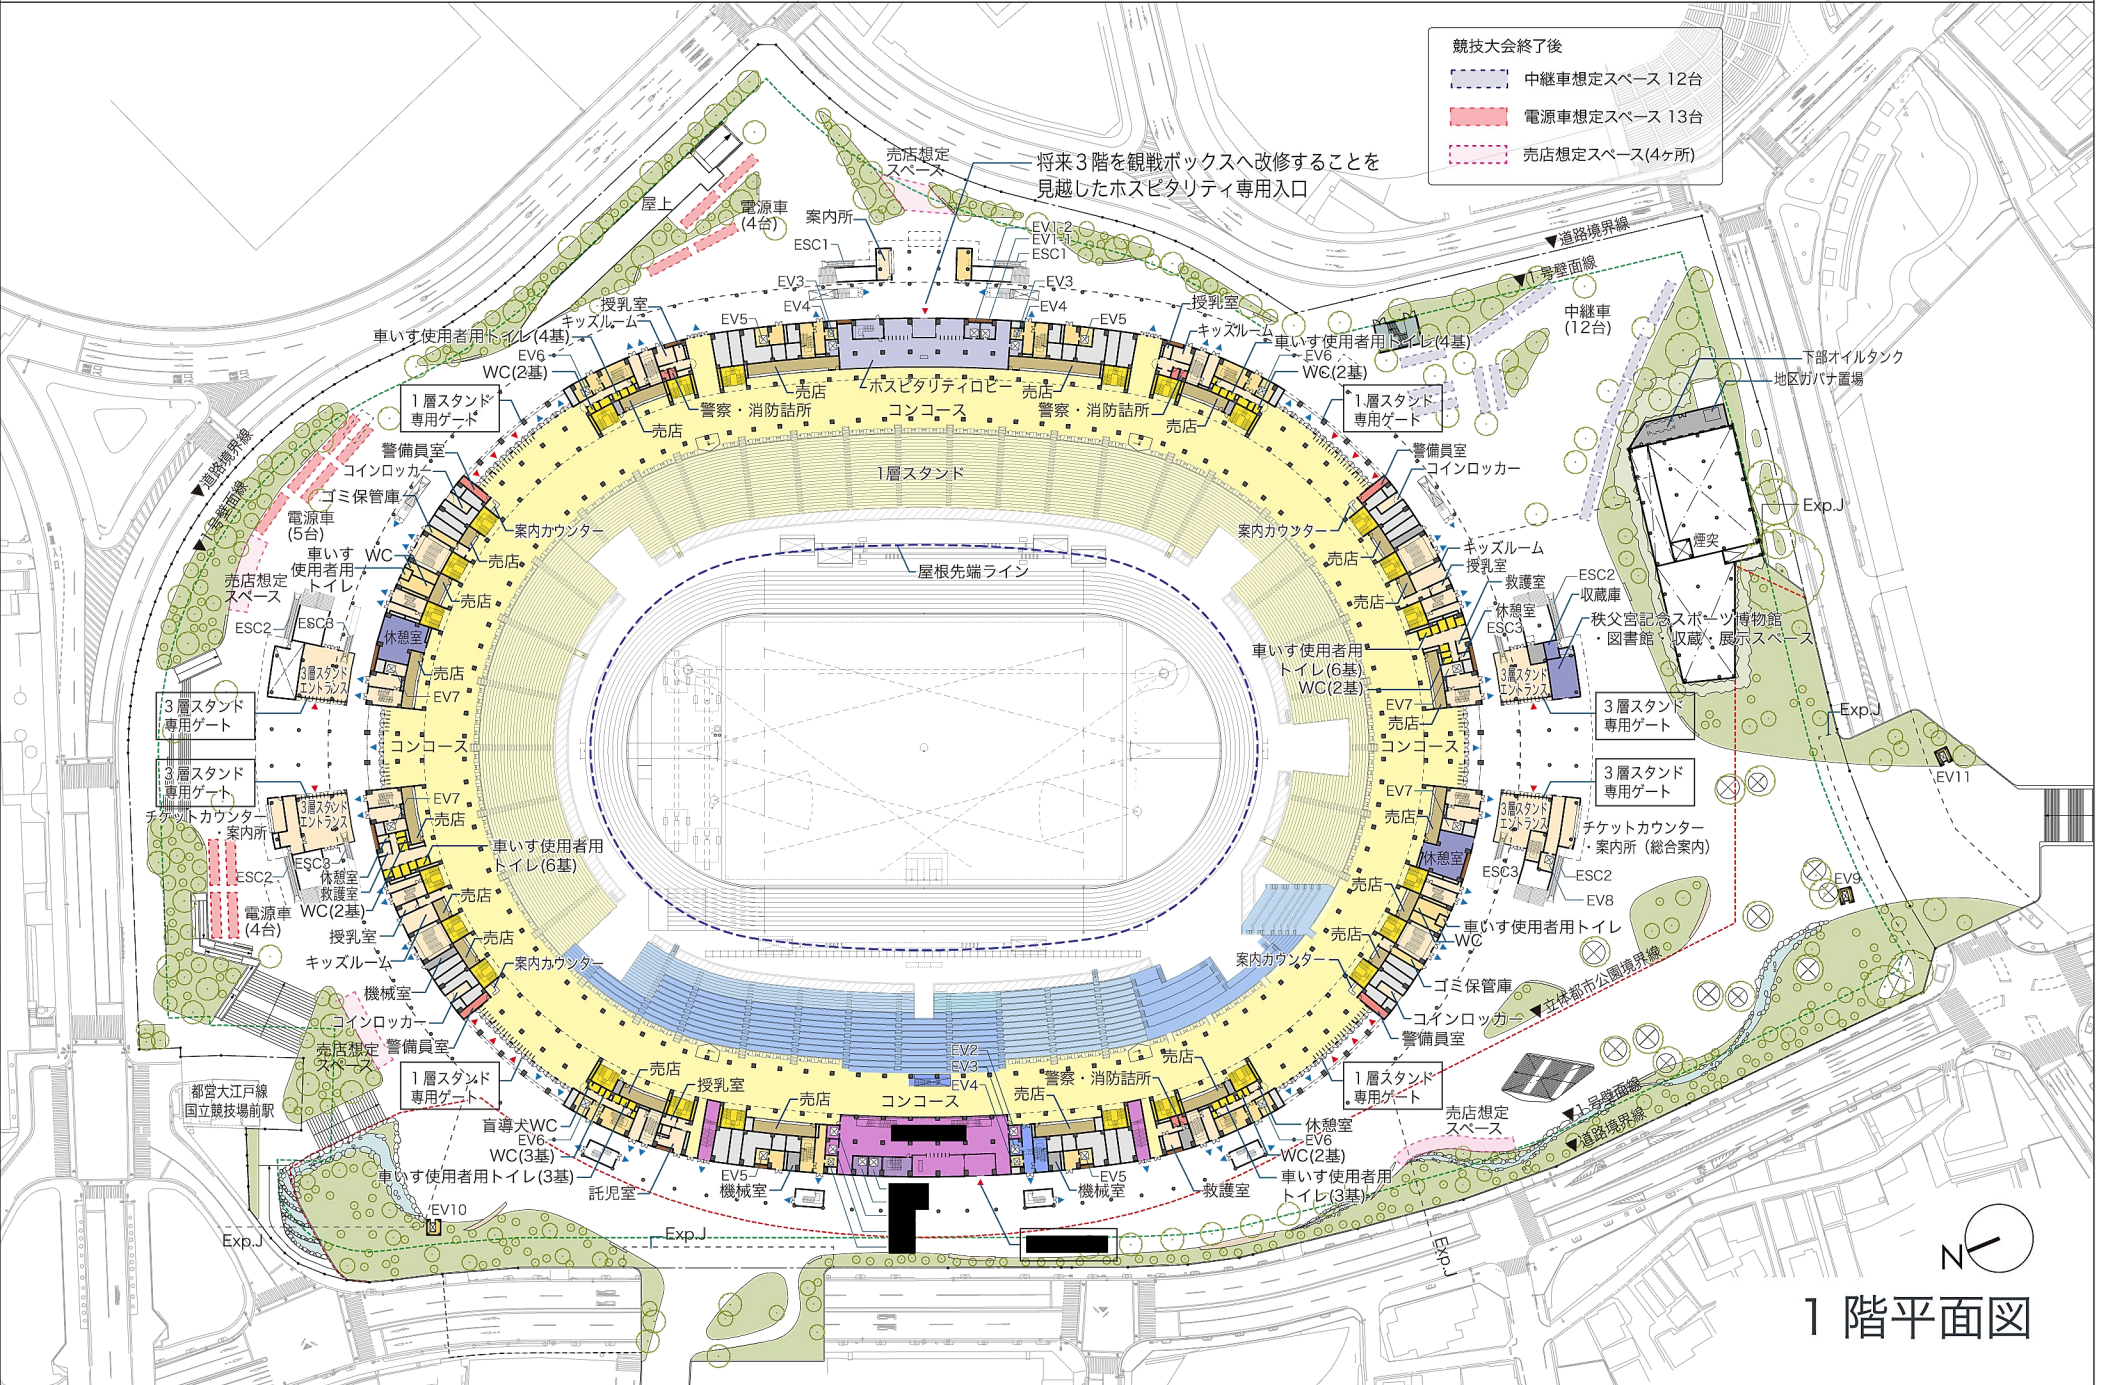 競技大会終了後
中継車想定スペース 12台
電源車想定スペース 13台
売店想定スペース(4ヶ所)
売店想定
スペース
将来3階を観戦ボックスへ改修することを
見越したホスピタリティ専用入口
屋上
電源車
(4台)
案内所
ESC1
EV1-2
EV1-1
ESC1
▼道路境界線
▼1号壁面線
中継車
(12台)
EV3
EV4
EV3
EV4
授乳室
キッズルーム
車いす使用者用トイレ(4基)
EV6
WC(2基)
EV5
EV5
授乳室
キッズルーム
車いす使用者用トイレ(4基)
EV6
WC(2基)
下部オイルタンク
地区ガバナ置場
1層スタンド
専用ゲート
売店
ホスピタリティロビー
売店
警察・消防詰所
コンコース
警察・消防詰所
売店
売店
1層スタンド
専用ゲート
警備員室
コインロッカー
ゴミ保管庫
1層スタンド
警備員室
コインロッカー
▼道路境界線
▼1号壁面線
電源車
(5台)
案内カウンター
案内カウンター
Exp.J
煙突
車いす
使用者用
トイレ
WC
売店
屋根先端ライン
売店
キッズルーム
授乳室
救護室
売店想定
スペース
売店
売店
休憩室
ESC2
収蔵庫
ESC2
ESC3
休憩室
ESC3
秩父宮記念スポーツ博物館
・図書館・収蔵・展示スペース
車いす使用者用
トイレ(6基)
WC(2基)
3層スタンド
エントランス
売店
EV7
EV7
売店
3層スタンド
エントランス
3層スタンド
専用ゲート
3層スタンド
専用ゲート
Exp.J
コンコース
コンコース
3層スタンド
専用ゲート
3層スタンド
専用ゲート
EV11
チケットカウンター
・案内所
3層スタンド
エントランス
EV7
売店
EV7
売店
3層スタンド
エントランス
チケットカウンター
・案内所（総合案内）
車いす使用者用
トイレ(6基)
ESC3
ESC2
休憩室
救護室
WC(2基)
休憩室
ESC3
ESC2
EV8
EV9
電源車
(4台)
売店
売店
授乳室
キッズルーム
売店
売店
車いす使用者用トイレ
WC
機械室
案内カウンター
案内カウンター
ゴミ保管庫
▼立体都市公園境界線
コインロッカー
警備員室
コインロッカー
警備員室
売店想定
スペース
都営大江戸線
国立競技場前駅
1層スタンド
専用ゲート
売店
授乳室
売店
EV2
EV3
EV4
コンコース
売店
警察・消防詰所
売店
1層スタンド
専用ゲート
▼1号壁面線
▼道路境界線
売店想定
スペース
盲導犬WC
EV6
WC(3基)
車いす使用者用トイレ(3基)
託児室
EV5
機械室
EV5
機械室
救護室
休憩室
EV6
WC(2基)
車いす使用者用
トイレ(3基)
EV10
Exp.J
Exp.J
Exp.J
N
1階平面図